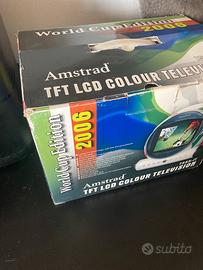 World Cup Edition
2006
Amstrad
TFT LCD COLOUR TELEVISION
World Cup Edition
2006
Amstrad
TFT LCD COLOUR TELEVISION
subito